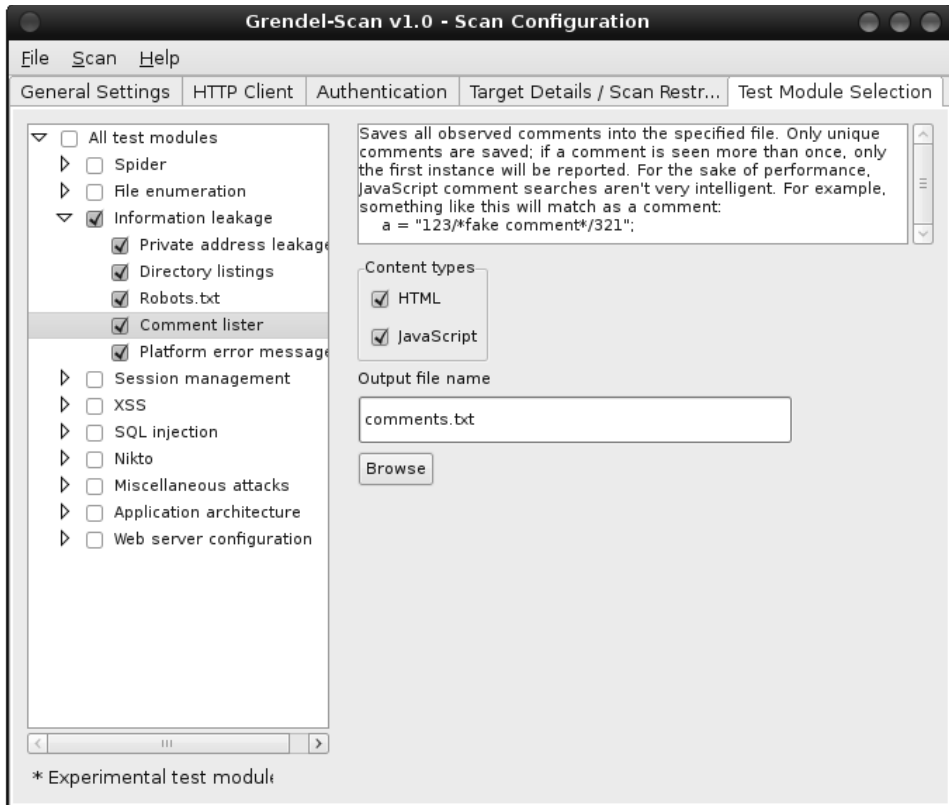 Grendel-Scan v1.0 - Scan Configuration
File Scan Help
General Settings HTTP Client Authentication Target Details / Scan Restr... Test Module Selection
All test modules
Spider
File enumeration
Information leakage
Private address leakage
Directory listings
Robots.txt
Comment lister
Platform error message
Session management
XSS
SQL injection
Nikto
Miscellaneous attacks
Application architecture
Web server configuration
* Experimental test module
Saves all observed comments into the specified file. Only unique
comments are saved; if a comment is seen more than once, only
the first instance will be reported. For the sake of performance,
JavaScript comment searches aren't very intelligent. For example,
something like this will match as a comment:
a = "123/*fake comment*/321";
Content types
HTML
JavaScript
Output file name
comments.txt
Browse